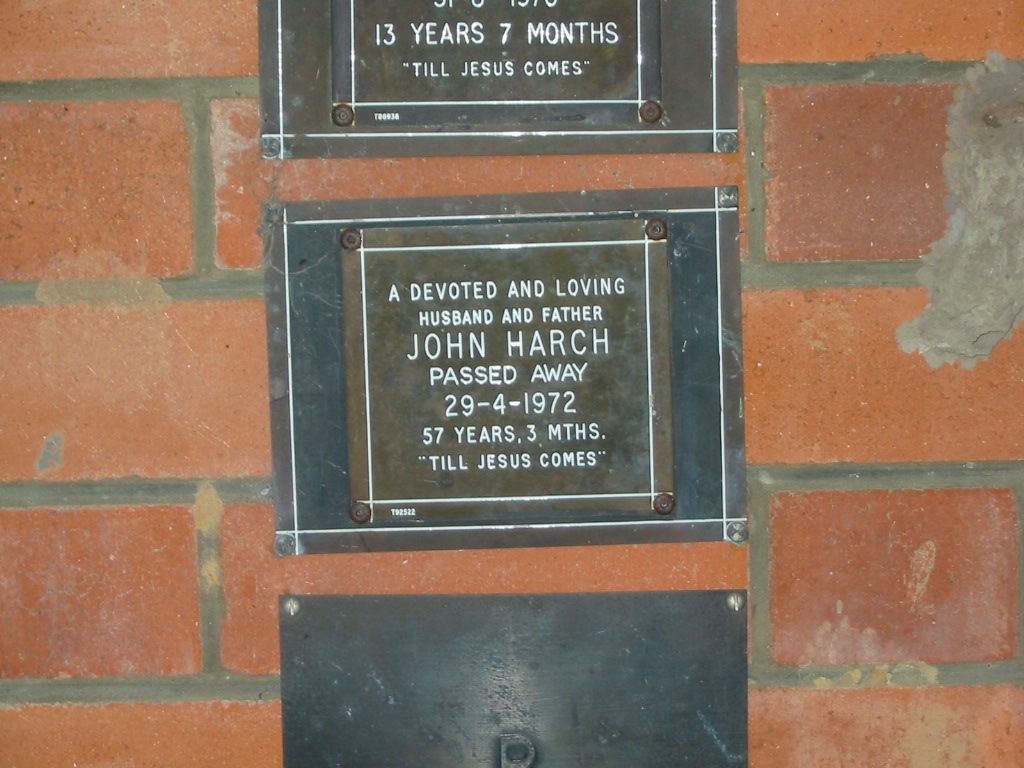 13 YEARS 7 MONTHS
"TILL JESUS COMES"
T86936
A DEVOTED AND LOVING
HUSBAND AND FATHER
JOHN HARCH
PASSED AWAY
29-4-1972
57 YEARS, 3 MTHS.
"TILL JESUS COMES"
T92522